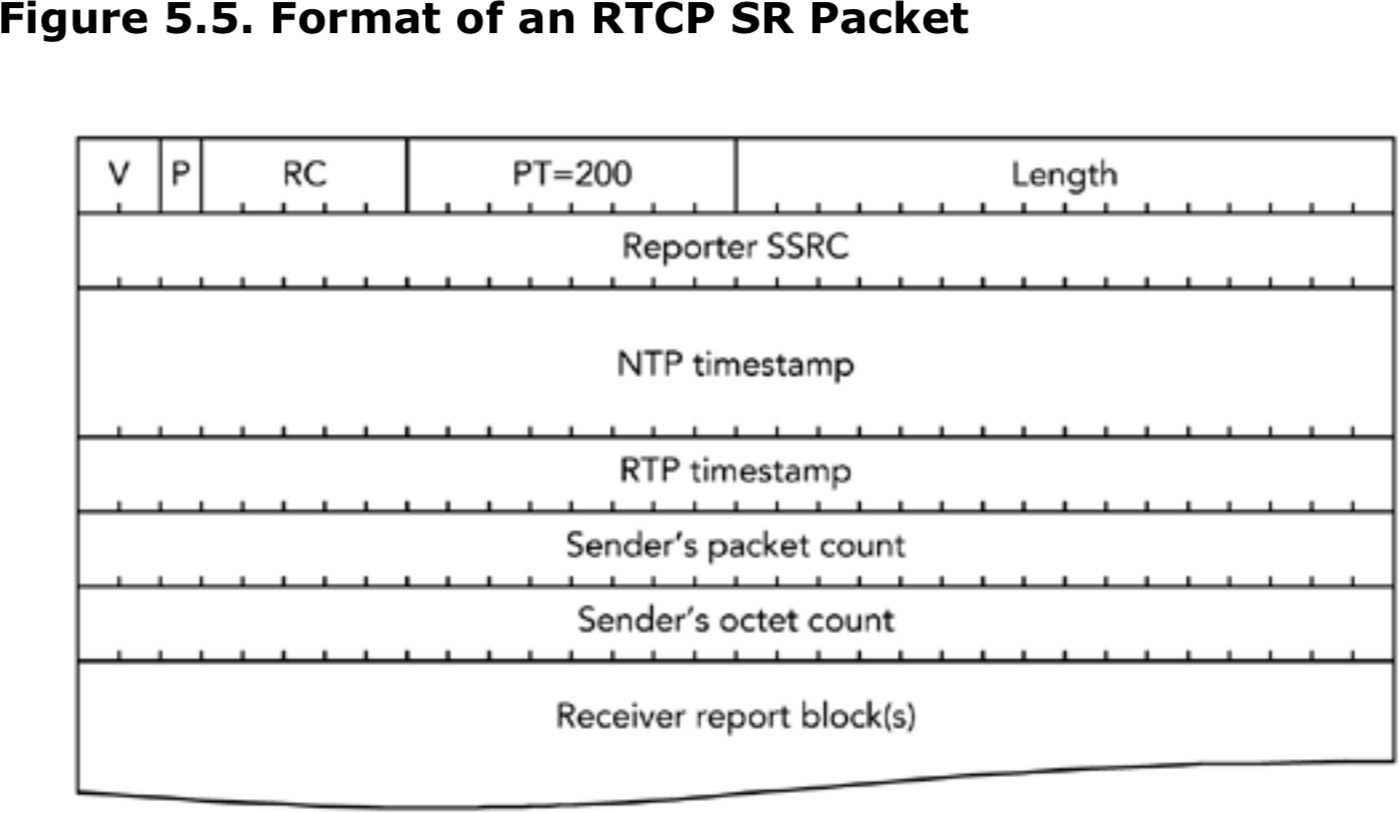 Figure 5.5. Format of an RTCP SR Packet
V P RC PT=200 Length
Reporter SSRC
NTP timestamp
RTP timestamp
Sender’s packet count
Sender’s octet count
Receiver report block(s)